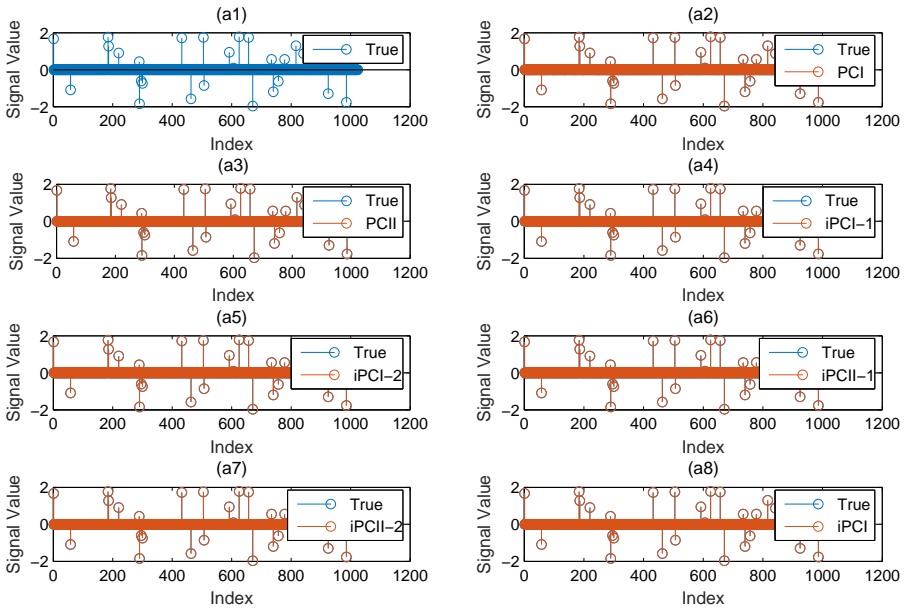 (a1)
Signal Value
2
0
−2
True
0 200 400 600 800 1000 1200
Index
(a2)
Signal Value
2
0
−2
True
PCI
0 200 400 600 800 1000 1200
Index
(a3)
Signal Value
2
0
−2
True
PCII
0 200 400 600 800 1000 1200
Index
(a4)
Signal Value
2
0
−2
True
iPCI−1
0 200 400 600 800 1000 1200
Index
(a5)
Signal Value
2
0
−2
True
iPCI−2
0 200 400 600 800 1000 1200
Index
(a6)
Signal Value
2
0
−2
True
iPCII−1
0 200 400 600 800 1000 1200
Index
(a7)
Signal Value
2
0
−2
True
iPCII−2
0 200 400 600 800 1000 1200
Index
(a8)
Signal Value
2
0
−2
True
iPCI
0 200 400 600 800 1000 1200
Index